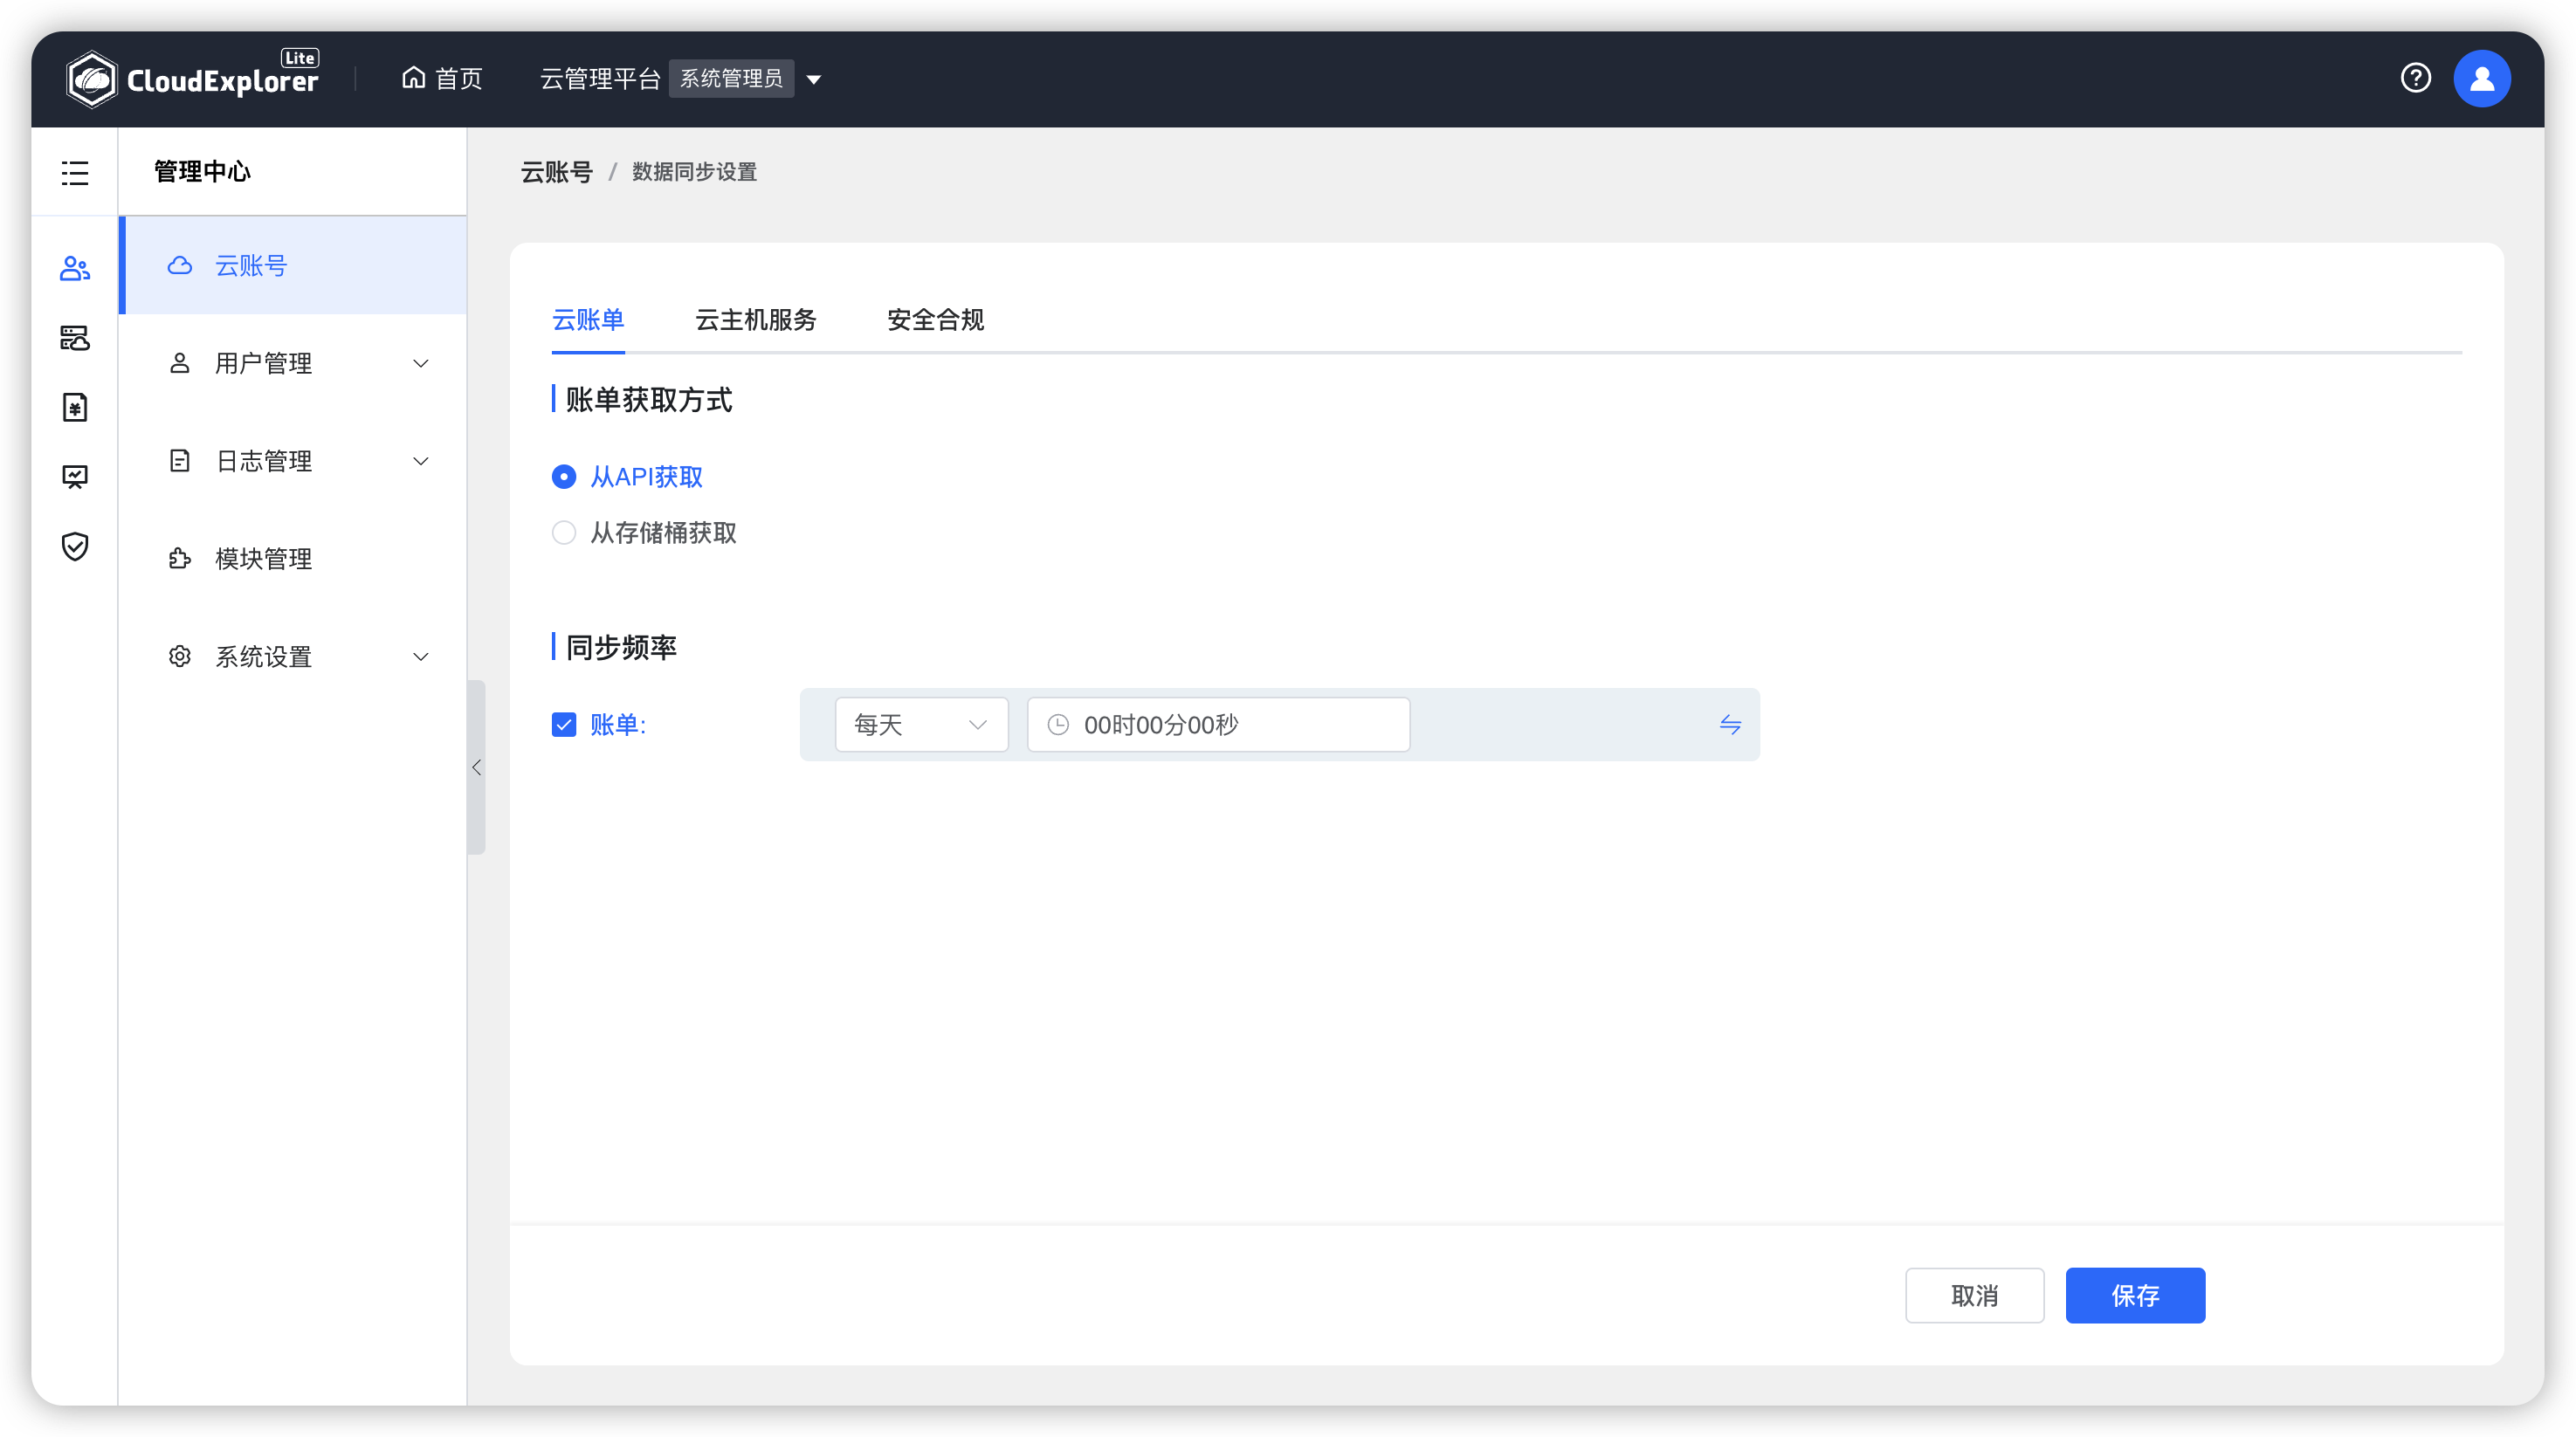 CloudExplorer Lite
首页
云管理平台 系统管理员
管理中心
云账号 / 数据同步设置
云账号
用户管理
日志管理
模块管理
系统设置
云账单 云主机服务 安全合规
账单获取方式
从API获取
从存储桶获取
同步频率
账单: 每天 00时00分00秒
取消 保存